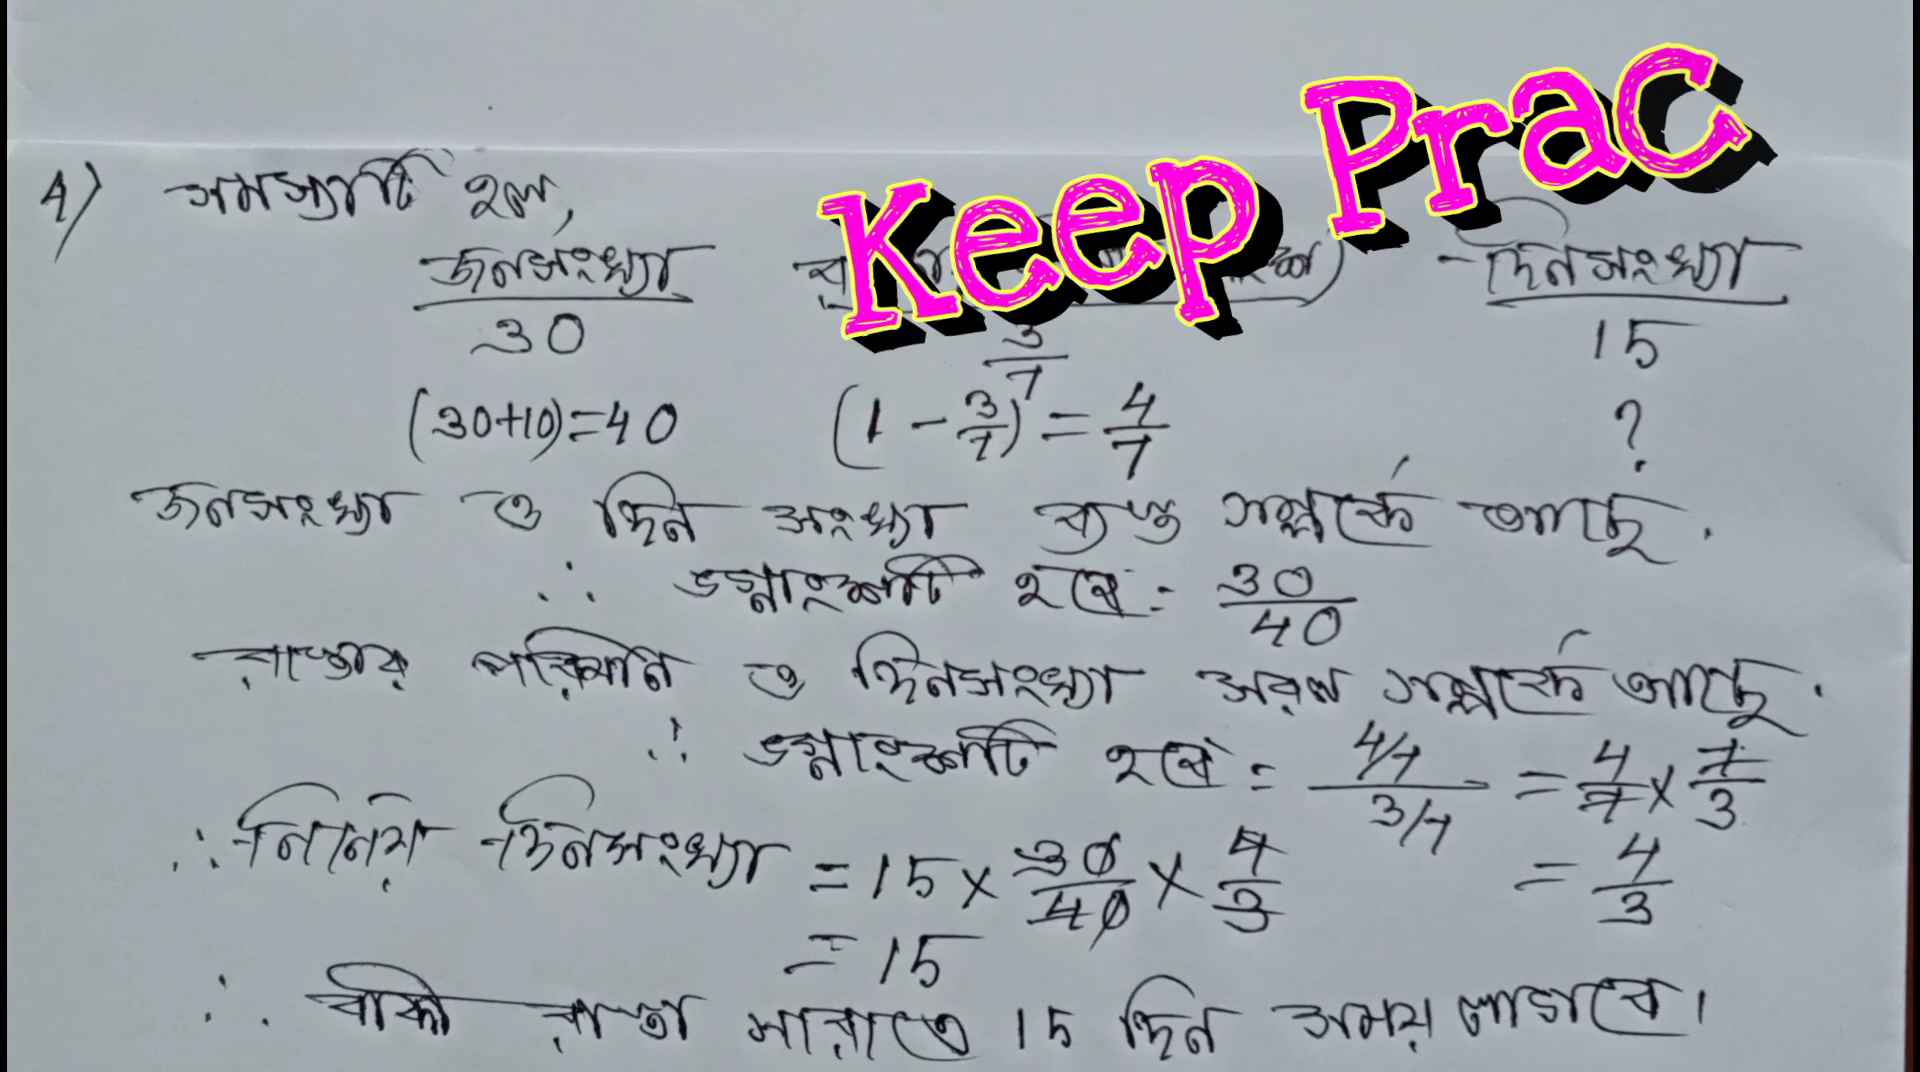 Keep Prac
4) সমস্যাটি হল,
জনসংখ্যা দিনসংখ্যা
30 3/7 15
(30+10)=40 (1 - 3/7) = 4/7 ?
জনসংখ্যা ও দিন সংখ্যা ব্যস্ত সম্পর্কে আছে.
∴ ভগ্নাংশটি হবে = 30/40
রাস্তার পরিমান ও দিনসংখ্যা সরল সম্পর্কে আছে.
∴ ভগ্নাংশটি হবে = (4/7)/(3/7) = 4/7 × 7/3
= 4/3
∴ নির্নেয় দিনসংখ্যা = 15 × 30/40 × 4/3
= 15
∴ বাকী রাস্তা সারাতে 15 দিন সময় লাগবে।